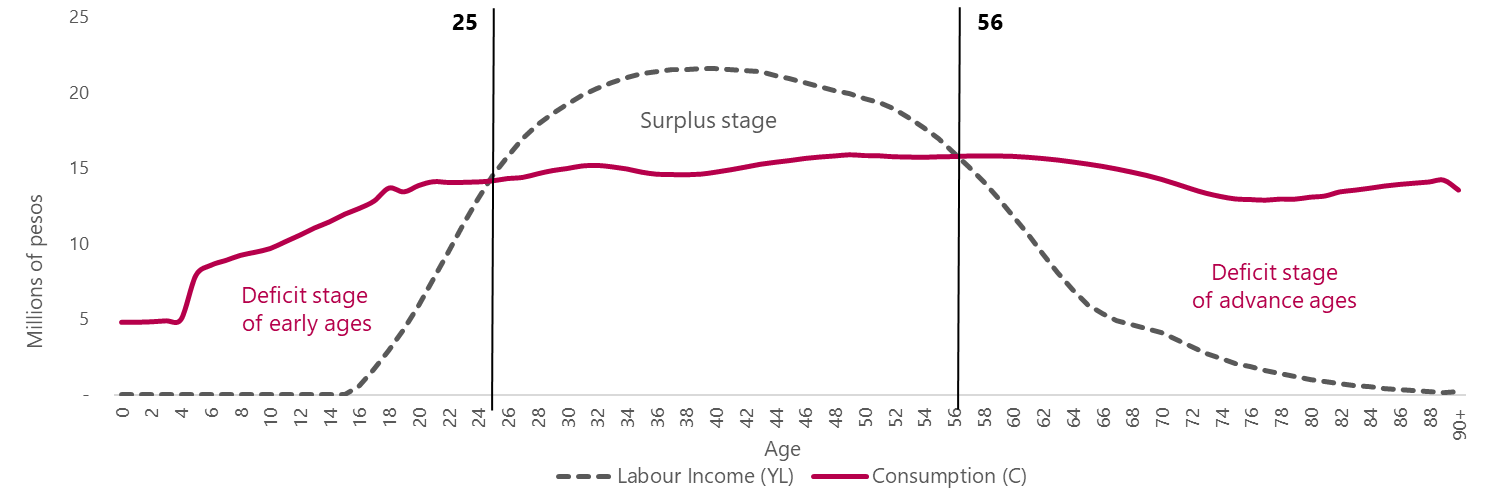 25
56
25
20
15
10
5
-
Millions of pesos
Surplus stage
Deficit stage
of early ages
Deficit stage
of advance ages
0 2 4 6 8 10 12 14 16 18 20 22 24 26 28 30 32 34 36 38 40 42 44 46 48 50 52 54 56 58 60 62 64 66 68 70 72 74 76 78 80 82 84 86 88 90+
Age
Labour Income (YL) Consumption (C)